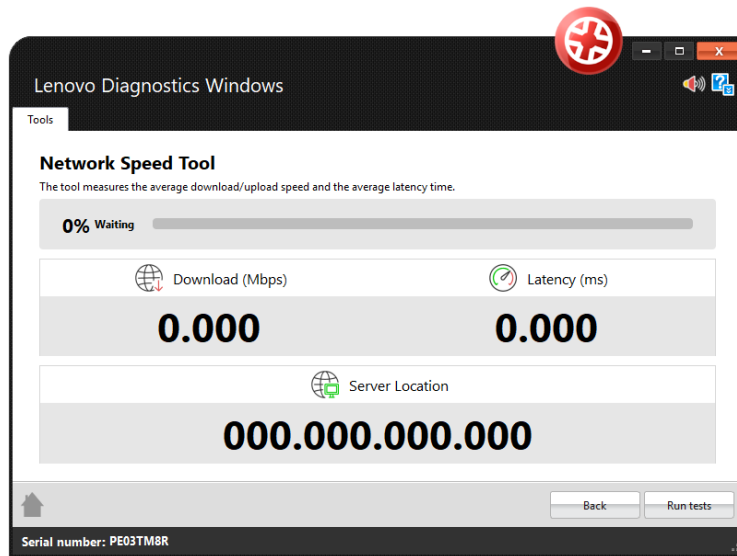 Lenovo Diagnostics Windows
Tools
Network Speed Tool
The tool measures the average download/upload speed and the average latency time.
0% Waiting
Download (Mbps) Latency (ms)
0.000 0.000
Server Location
000.000.000.000
Back Run tests
Serial number: PE03TM8R